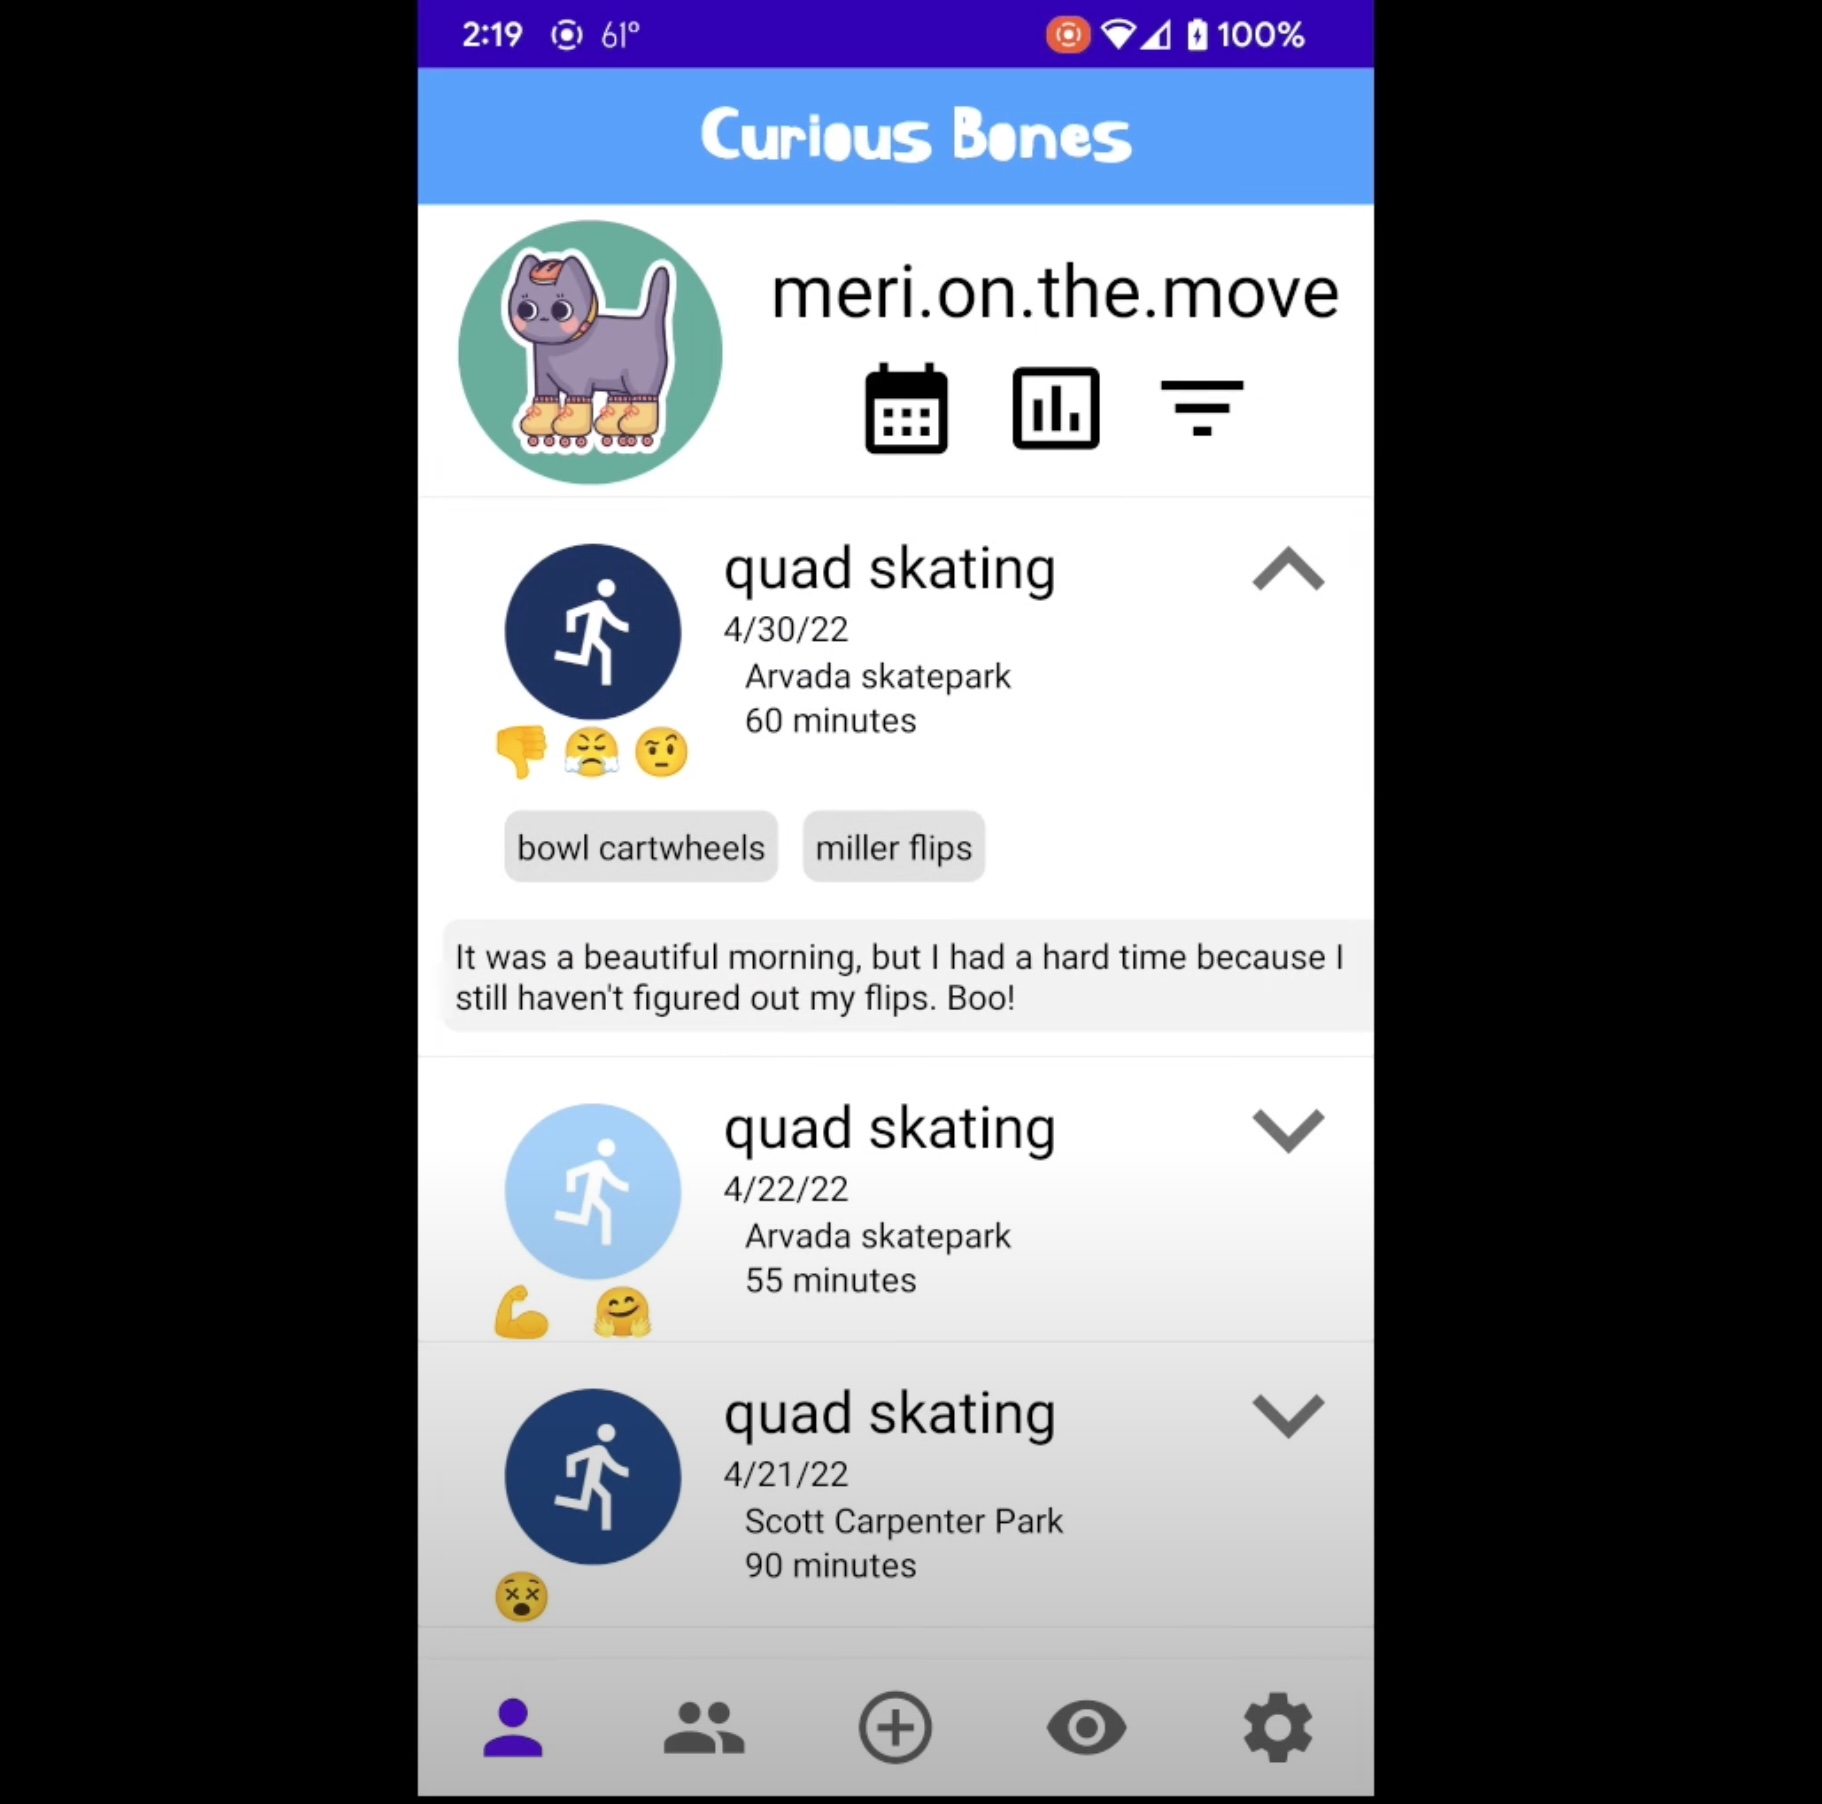 2:19 61° 100%
Curious Bones
meri.on.the.move
quad skating
4/30/22
Arvada skatepark
60 minutes
bowl cartwheels miller flips
It was a beautiful morning, but I had a hard time because I
still haven't figured out my flips. Boo!
quad skating
4/22/22
Arvada skatepark
55 minutes
quad skating
4/21/22
Scott Carpenter Park
90 minutes